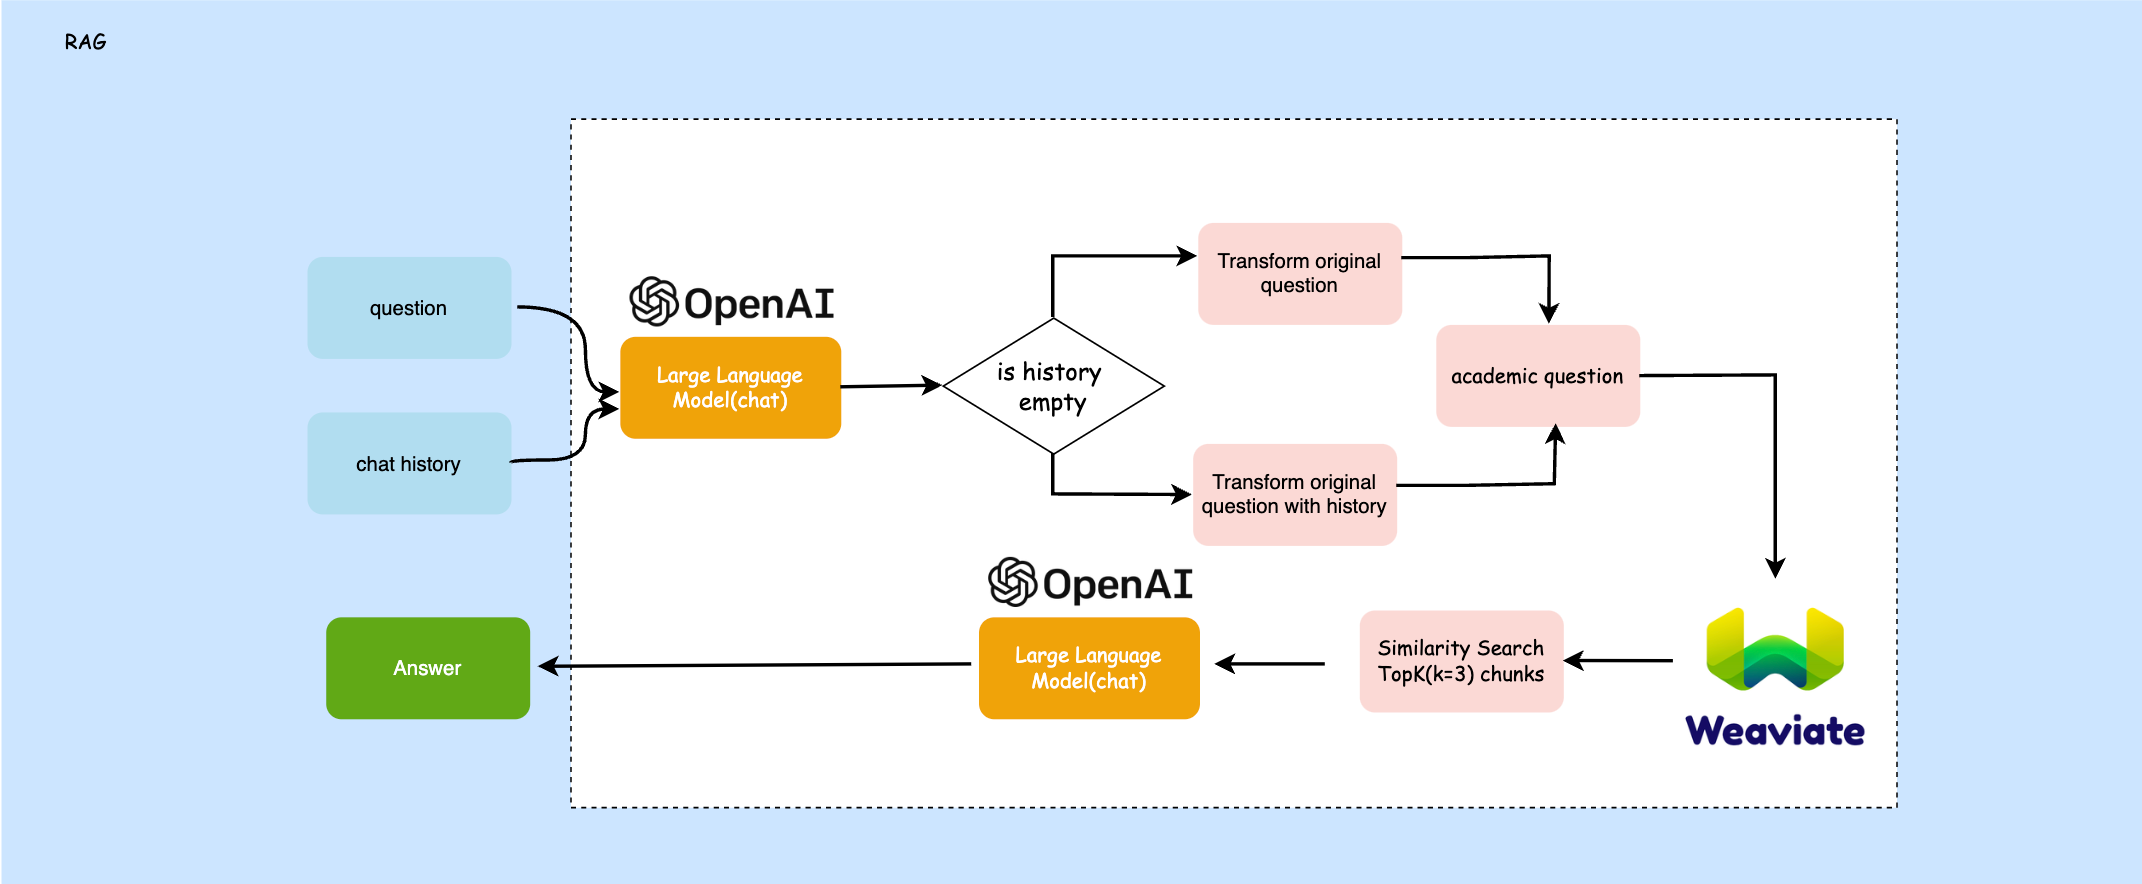 RAG
question
chat history
OpenAI
Large Language
Model(chat)
is history
empty
Transform original
question
Transform original
question with history
academic question
Weaviate
Similarity Search
TopK(k=3) chunks
OpenAI
Large Language
Model(chat)
Answer